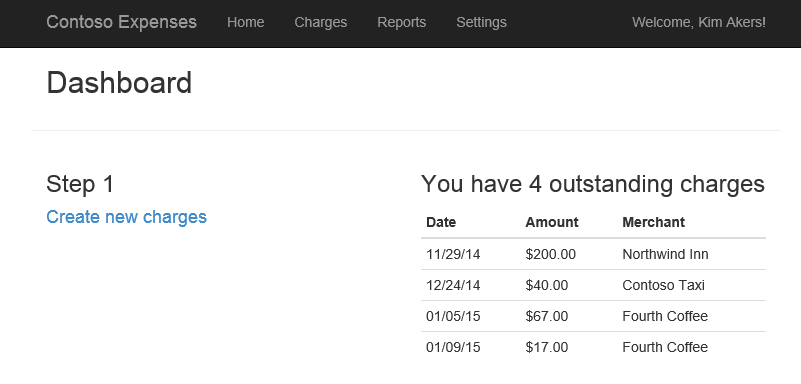 Contoso Expenses Home Charges Reports Settings Welcome, Kim Akers!
Dashboard
Step 1
Create new charges
You have 4 outstanding charges
Date Amount Merchant
11/29/14 $200.00 Northwind Inn
12/24/14 $40.00 Contoso Taxi
01/05/15 $67.00 Fourth Coffee
01/09/15 $17.00 Fourth Coffee